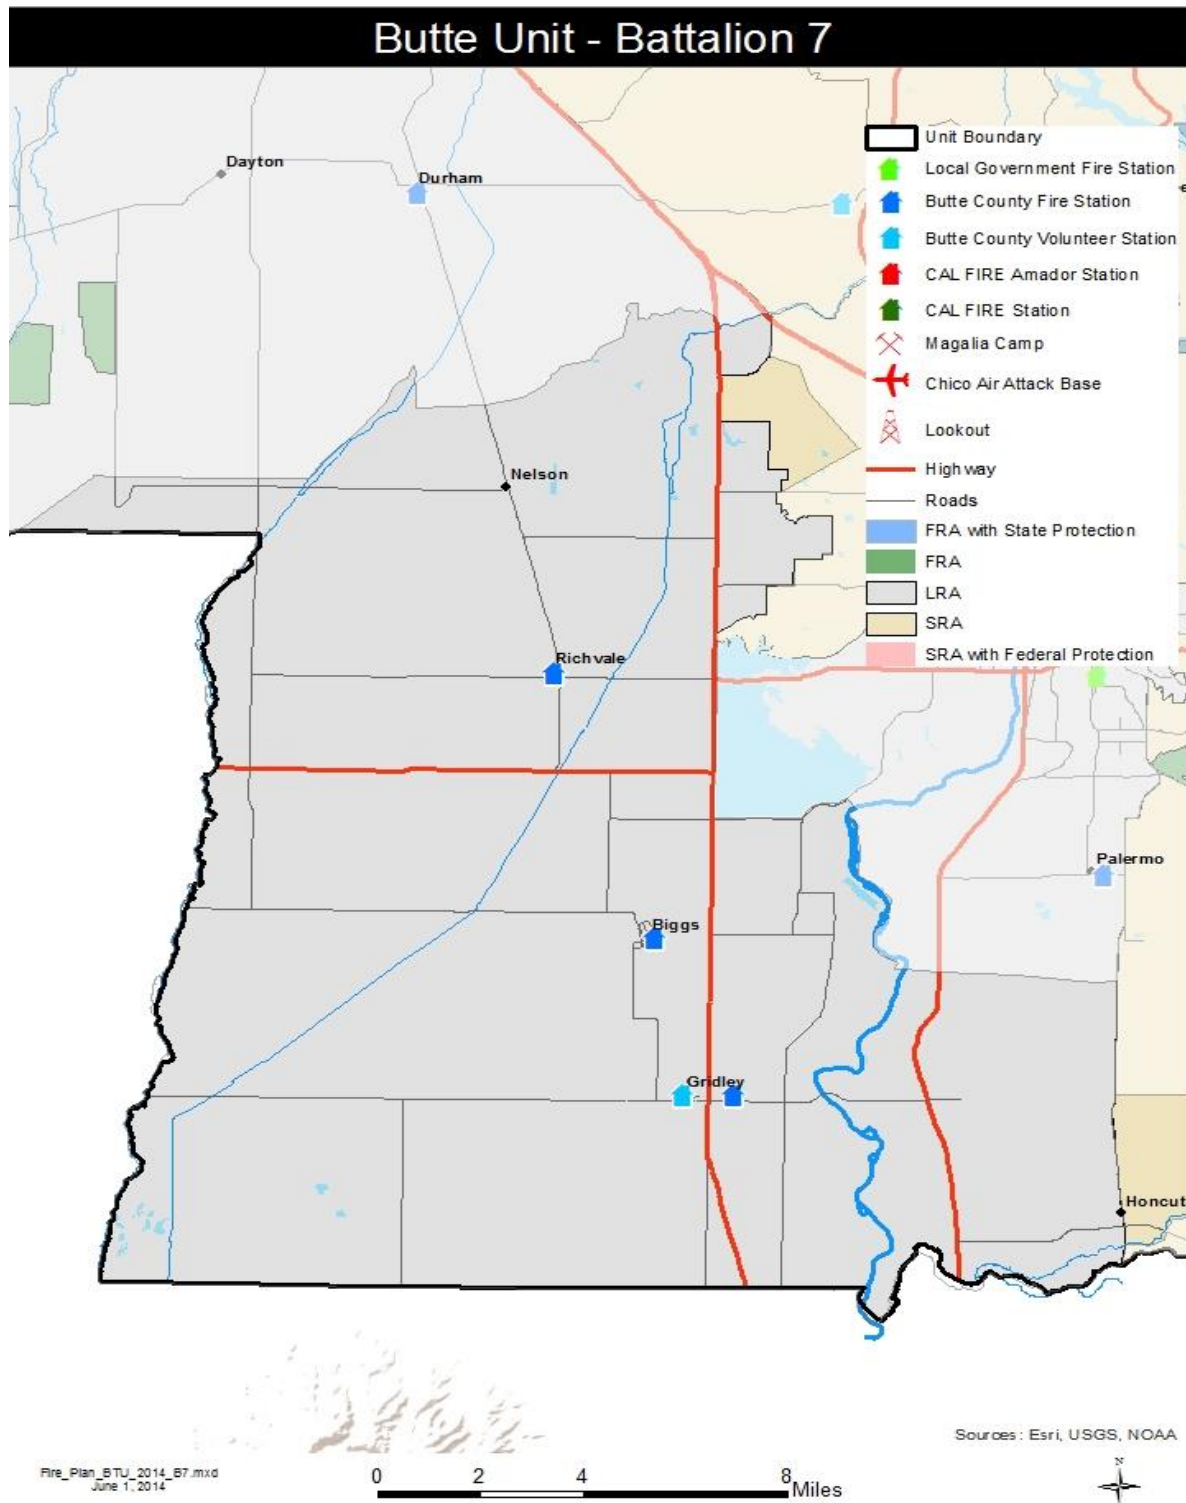 Butte Unit - Battalion 7
Unit Boundary
Local Government Fire Station
Butte County Fire Station
Butte County Volunteer Station
CAL FIRE Amador Station
CAL FIRE Station
Magalia Camp
Chico Air Attack Base
Lookout
Highway
Roads
FRA with State Protection
FRA
LRA
SRA
SRA with Federal Protection
Dayton
Durham
Nelson
Richvale
Palermo
Biggs
Gridley
Honcut
Sources: Esri, USGS, NOAA
Fire_Plan_BTU_2014_B7.mxd
June 1, 2014
0 2 4 8
Miles
N